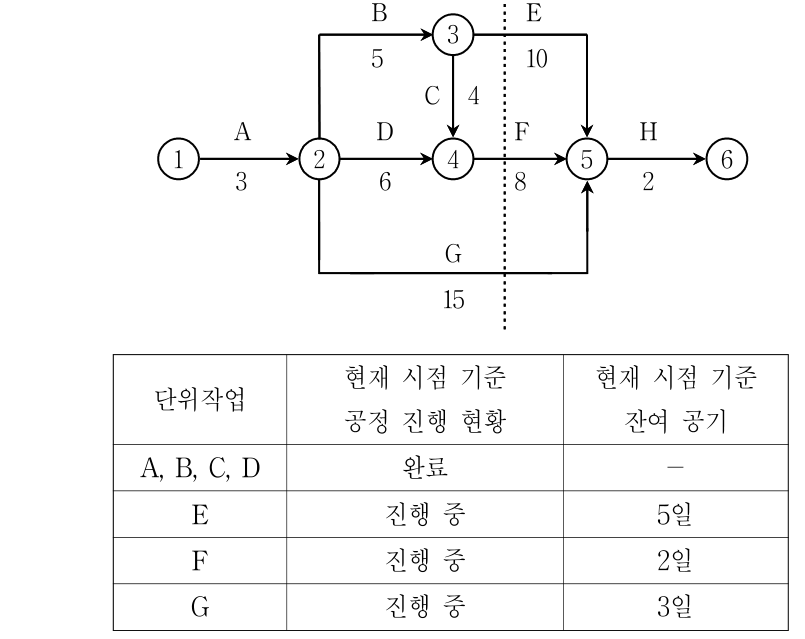 B
E
3
5
10
C 4
A
D
F
H
1
2
4
5
6
3
6
8
2
G
15
단위작업
현재 시점 기준
공정 진행 현황
현재 시점 기준
잔여 공기
A, B, C, D 완료 −
E 진행 중 5일
F 진행 중 2일
G 진행 중 3일